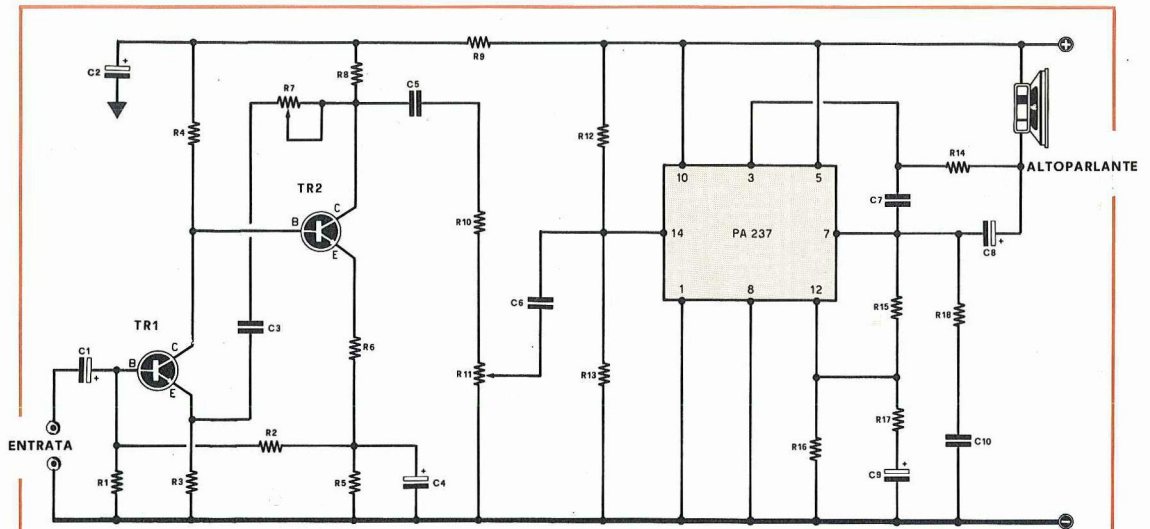 C2
+
R4
R8
R7
C5
R9
R12
R10
TR2
B
C
E
C3
R6
TR1
C1
+
B
C
E
R11
C6
R13
ENTRATA
R2
R1
R3
R5
C4
+
10
3
5
14
PA 237
7
1
8
12
C7
R14
ALTOPARLANTE
C8
+
R15
R18
R16
R17
C9
+
C10
+
−